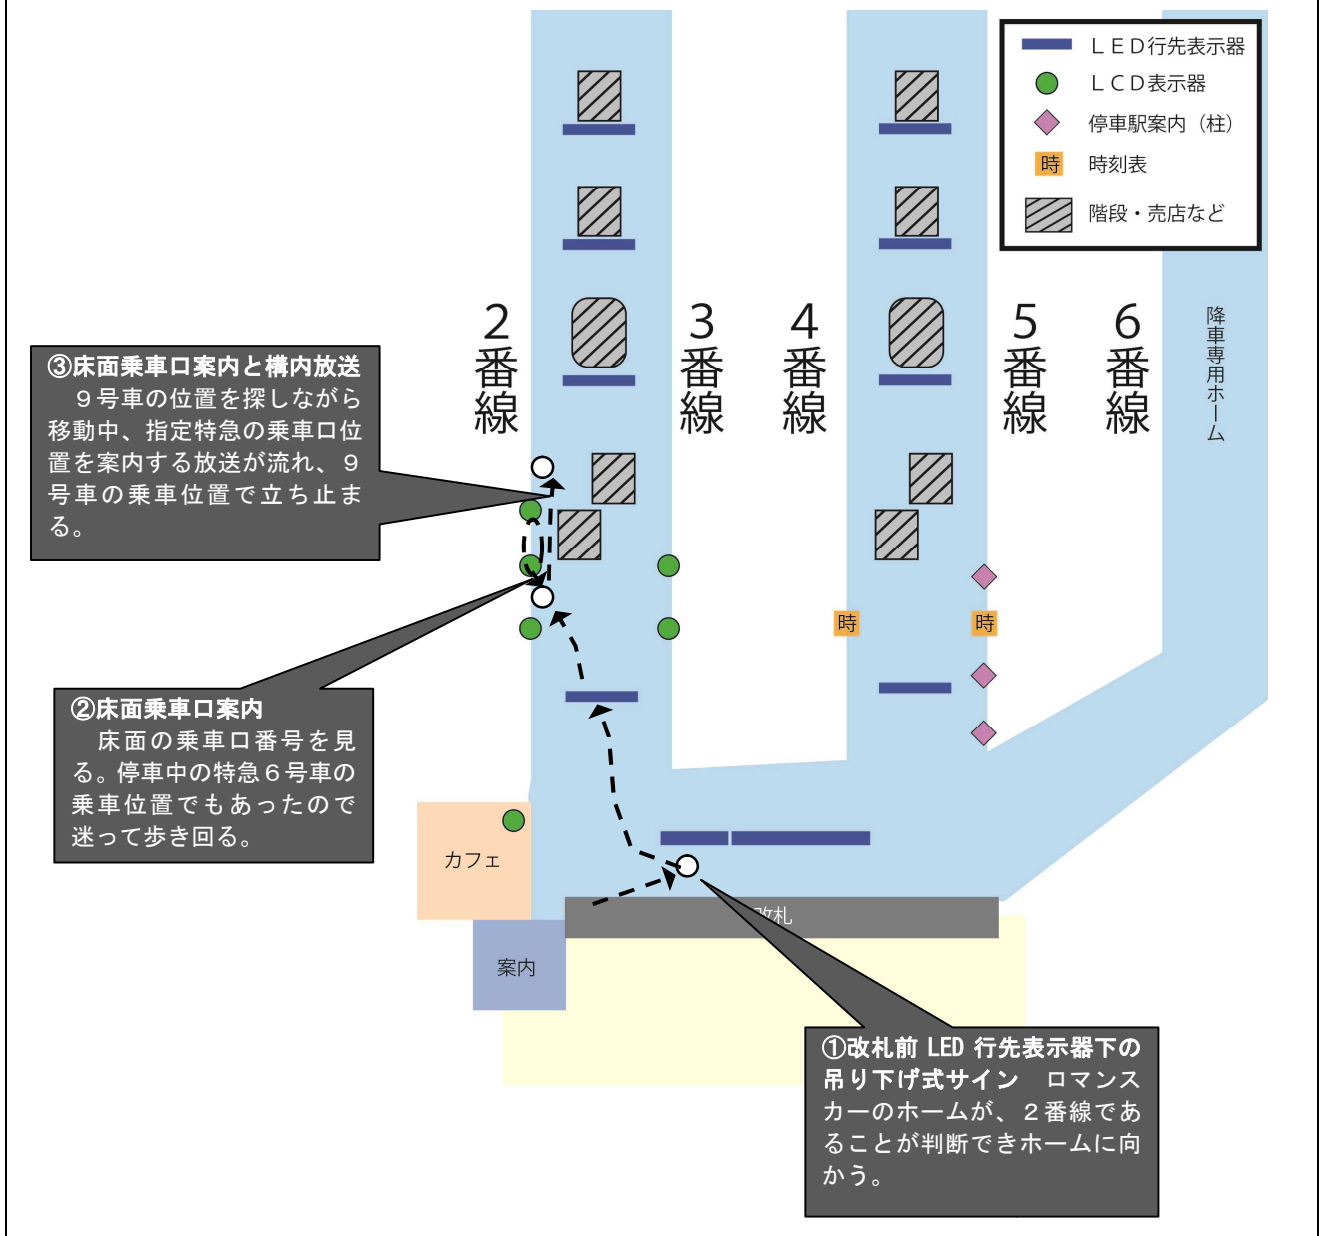 ＬＥＤ行先表示器
ＬＣＤ表示器
停車駅案内（柱）
時 時刻表
階段・売店など
２番線
３番線
４番線
５番線
６番線
降車専用ホーム
③床面乗車口案内と構内放送
９号車の位置を探しながら
移動中、指定特急の乗車口位
置を案内する放送が流れ、９
号車の乗車位置で立ち止ま
る。
時
時
②床面乗車口案内
床面の乗車口番号を見
る。停車中の特急６号車の
乗車位置でもあったので
迷って歩き回る。
カフェ
改札
案内
①改札前 LED 行先表示器下の
吊り下げ式サイン　ロマンス
カーのホームが、２番線であ
ることが判断できホームに向
かう。